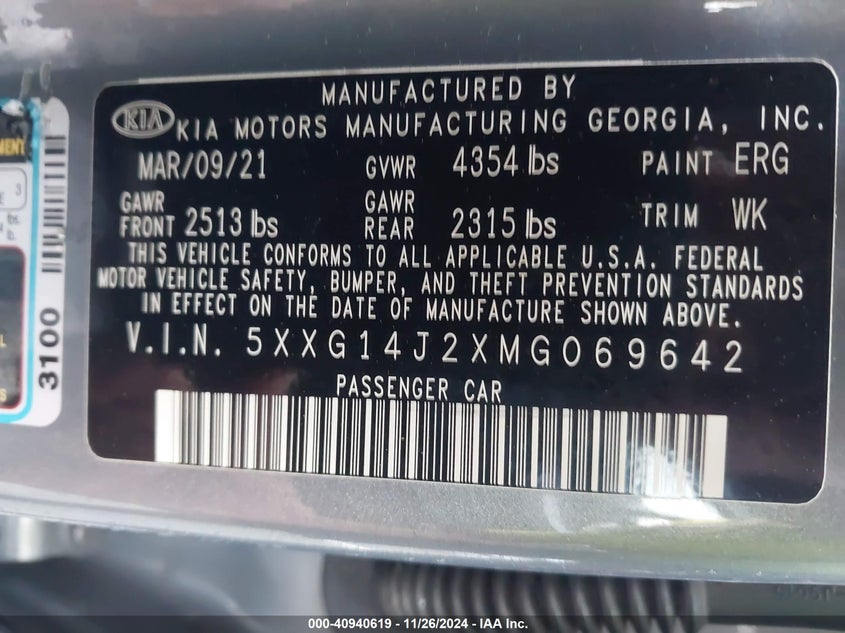 MANUFACTURED BY
KIA KIA MOTORS MANUFACTURING GEORGIA, INC.
MAR/09/21 GVWR 4354 lbs PAINT ERG
GAWR FRONT 2513 lbs GAWR REAR 2315 lbs TRIM WK
THIS VEHICLE CONFORMS TO ALL APPLICABLE U.S.A. FEDERAL
MOTOR VEHICLE SAFETY, BUMPER, AND THEFT PREVENTION STANDARDS
IN EFFECT ON THE DATE OF MANUFACTURE SHOWN ABOVE.
V.I.N. 5XXG14J2XMG069642
PASSENGER CAR
3100
3
lbs.
000-40940619 - 11/26/2024 - IAA Inc.